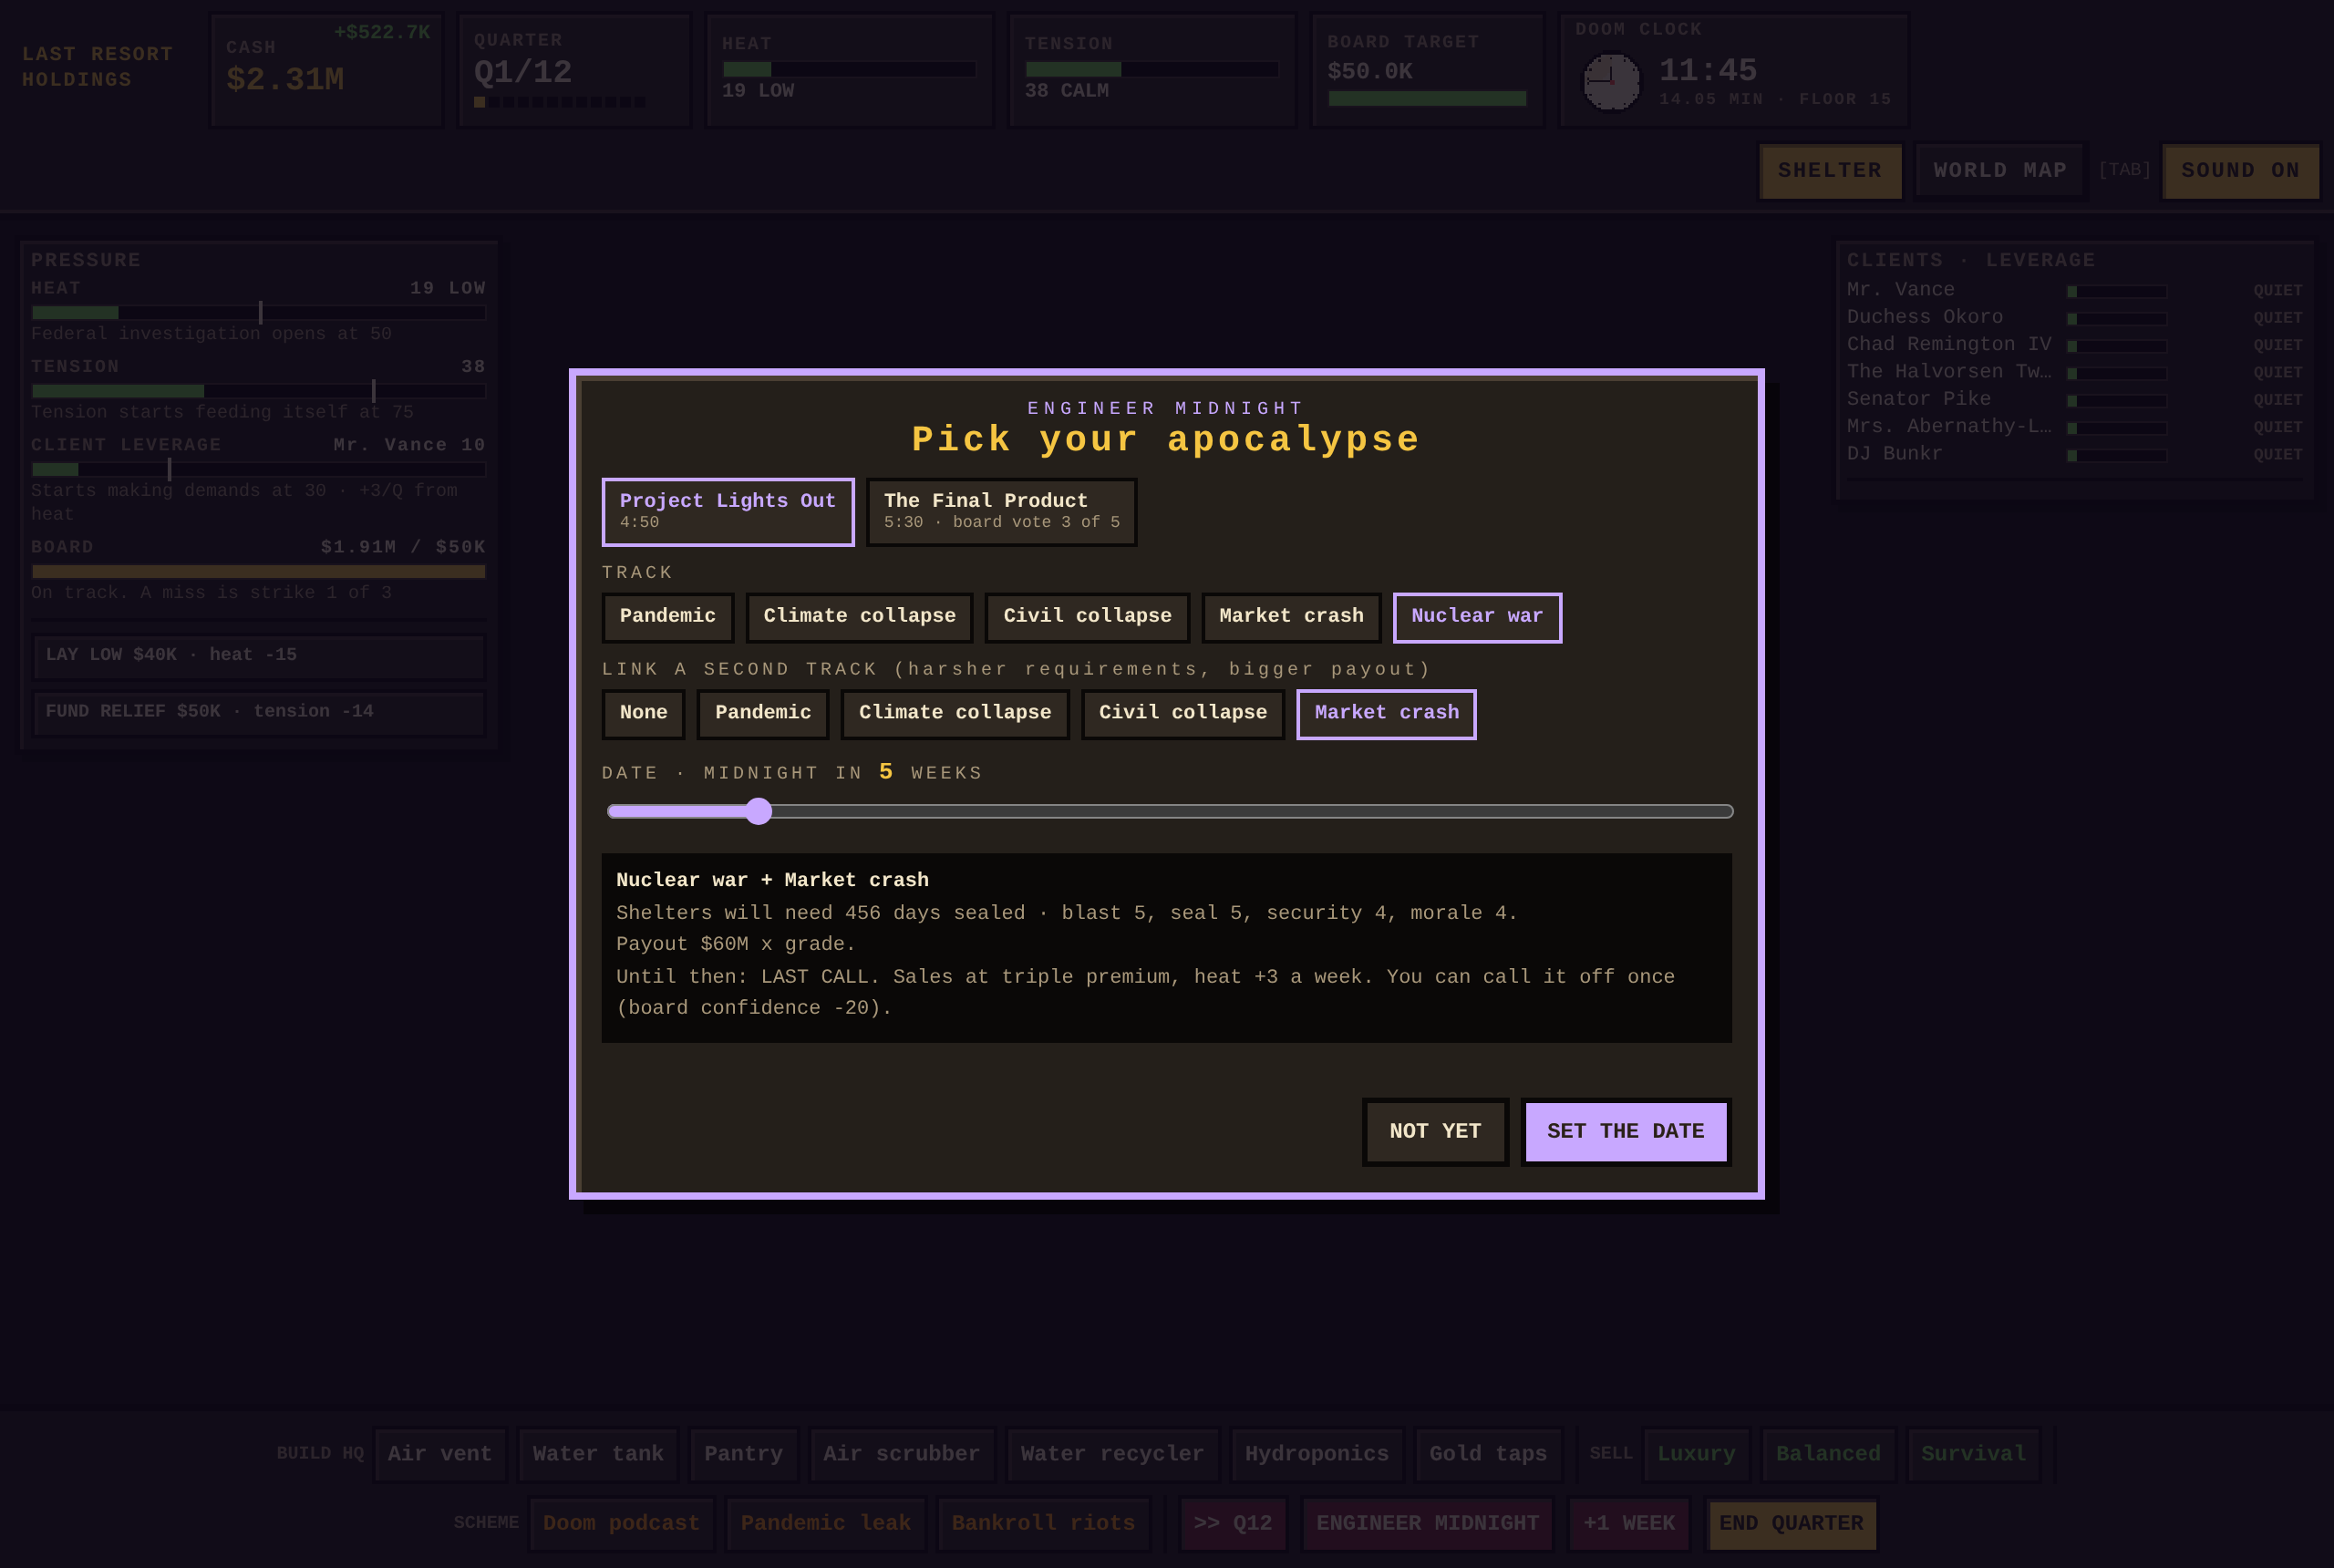 LAST RESORT
HOLDINGS
CASH
+$522.7K
$2.31M
QUARTER
Q1/12
HEAT
19 LOW
TENSION
38 CALM
BOARD TARGET
$50.0K
DOOM CLOCK
11:45
14.05 MIN · FLOOR 15
SHELTER
WORLD MAP
[TAB]
SOUND ON
PRESSURE
HEAT 19 LOW
Federal investigation opens at 50
TENSION 38
Tension starts feeding itself at 75
CLIENT LEVERAGE Mr. Vance 10
Starts making demands at 30 · +3/Q from
heat
BOARD $1.91M / $50K
On track. A miss is strike 1 of 3
LAY LOW $40K · heat -15
FUND RELIEF $50K · tension -14
CLIENTS · LEVERAGE
Mr. Vance QUIET
Duchess Okoro QUIET
Chad Remington IV QUIET
The Halvorsen Tw… QUIET
Senator Pike QUIET
Mrs. Abernathy-L… QUIET
DJ Bunkr QUIET
ENGINEER MIDNIGHT
Pick your apocalypse
Project Lights Out
4:50
The Final Product
5:30 · board vote 3 of 5
TRACK
Pandemic Climate collapse Civil collapse Market crash Nuclear war
LINK A SECOND TRACK (harsher requirements, bigger payout)
None Pandemic Climate collapse Civil collapse Market crash
DATE · MIDNIGHT IN 5 WEEKS
Nuclear war + Market crash
Shelters will need 456 days sealed · blast 5, seal 5, security 4, morale 4.
Payout $60M x grade.
Until then: LAST CALL. Sales at triple premium, heat +3 a week. You can call it off once
(board confidence -20).
NOT YET SET THE DATE
BUILD HQ Air vent Water tank Pantry Air scrubber Water recycler Hydroponics Gold taps SELL Luxury Balanced Survival
SCHEME Doom podcast Pandemic leak Bankroll riots >> Q12 ENGINEER MIDNIGHT +1 WEEK END QUARTER